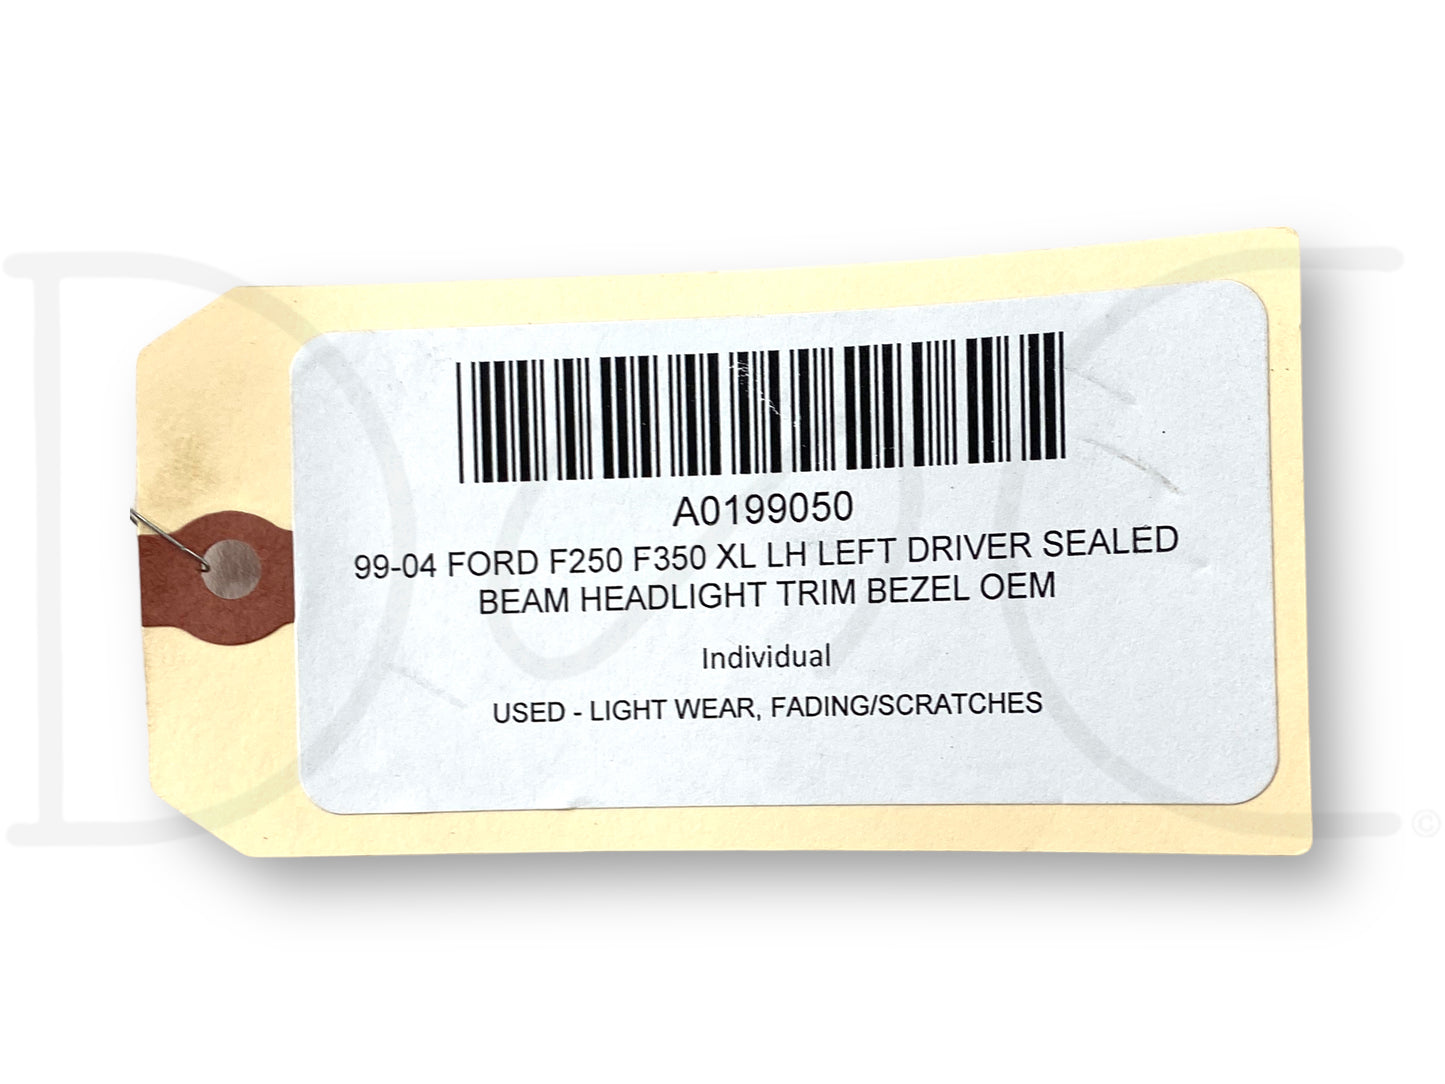 A0199050
99-04 FORD F250 F350 XL LH LEFT DRIVER SEALED
BEAM HEADLIGHT TRIM BEZEL OEM
Individual
USED - LIGHT WEAR, FADING/SCRATCHES
©